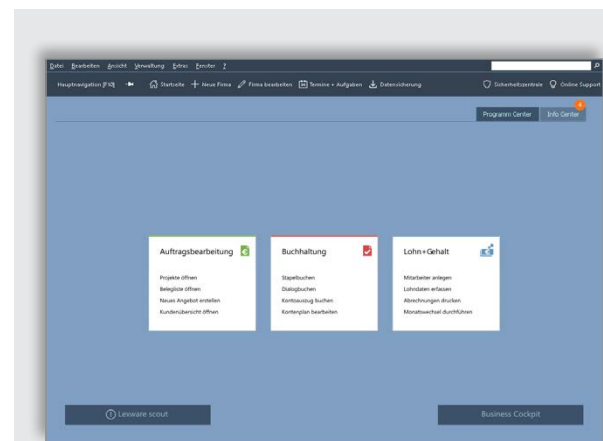 Datei Bearbeiten Ansicht Verwaltung Extras Fenster ?
Hauptnavigation [F10] Startseite Neue Firma Firma bearbeiten Termine + Aufgaben Datensicherung Sicherheitszentrale Online Support
4
Programm Center Info Center
Auftragsbearbeitung
Projekte öffnen
Belegliste öffnen
Neues Angebot erstellen
Kundenübersicht öffnen
Buchhaltung
Stapelbuchen
Dialogbuchen
Kontoauszug buchen
Kontenplan bearbeiten
Lohn+Gehalt
Mitarbeiter anlegen
Lohndaten erfassen
Abrechnungen drucken
Monatswechsel durchführen
Lexware scout
Business Cockpit